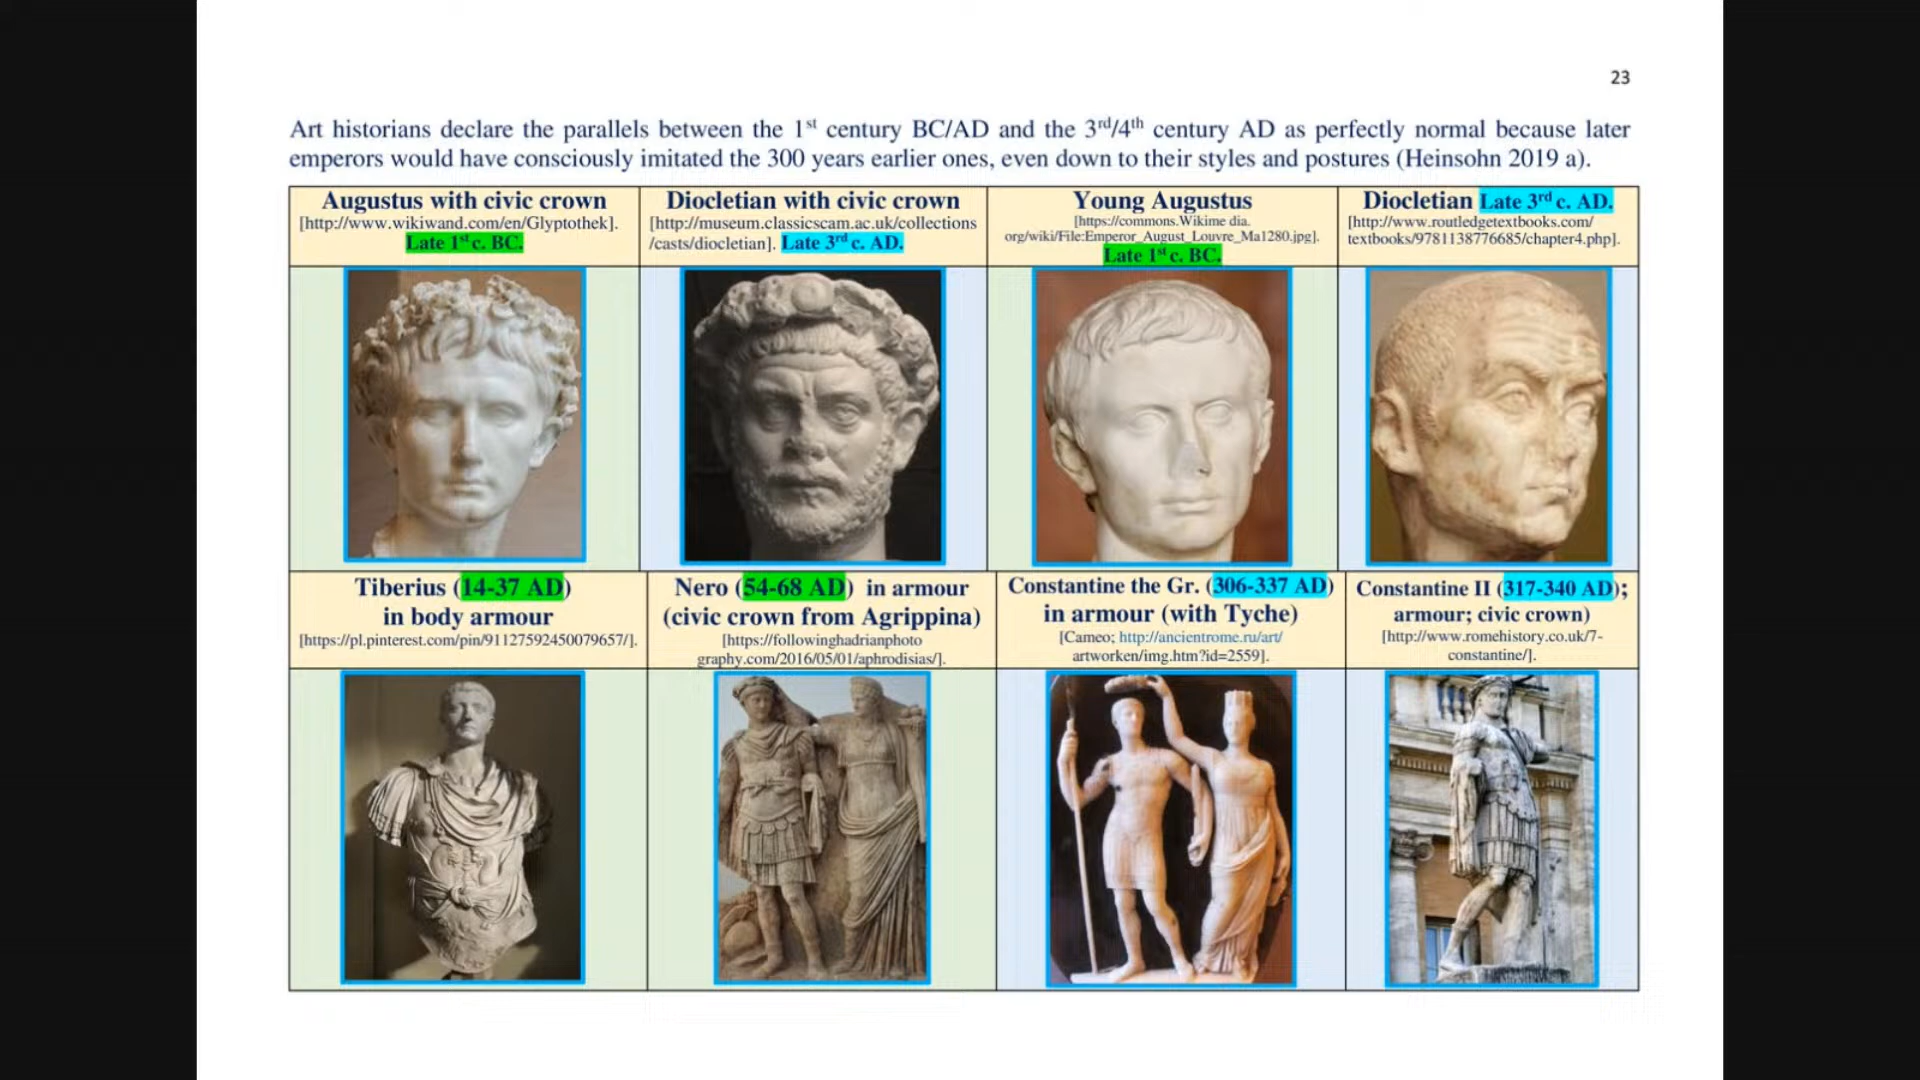 23
Art historians declare the parallels between the 1st century BC/AD and the 3rd/4th century AD as perfectly normal because later
emperors would have consciously imitated the 300 years earlier ones, even down to their styles and postures (Heinsohn 2019 a).
Augustus with civic crown
[http://www.wikiwand.com/en/Glyptothek].
Late 1st c. BC.
Diocletian with civic crown
[http://museum.classicscam.ac.uk/collections
/casts/diocletian]. Late 3rd c. AD.
Young Augustus
[https://commons.Wikime dia.
org/wiki/File:Emperor_August_Louvre_Ma1280.jpg].
Late 1st c. BC.
Diocletian Late 3rd c. AD.
[http://www.routledgetextbooks.com/
textbooks/9781138776685/chapter4.php].
Tiberius (14-37 AD)
in body armour
[https://pl.pinterest.com/pin/91127592450079657/].
Nero (54-68 AD) in armour
(civic crown from Agrippina)
[https://followinghadrianphoto
graphy.com/2016/05/01/aphrodisias/].
Constantine the Gr. (306-337 AD)
in armour (with Tyche)
[Cameo; http://ancientrome.ru/art/
artworken/img.htm?id=2559].
Constantine II (317-340 AD);
armour; civic crown)
[http://www.romehistory.co.uk/7-
constantine/].